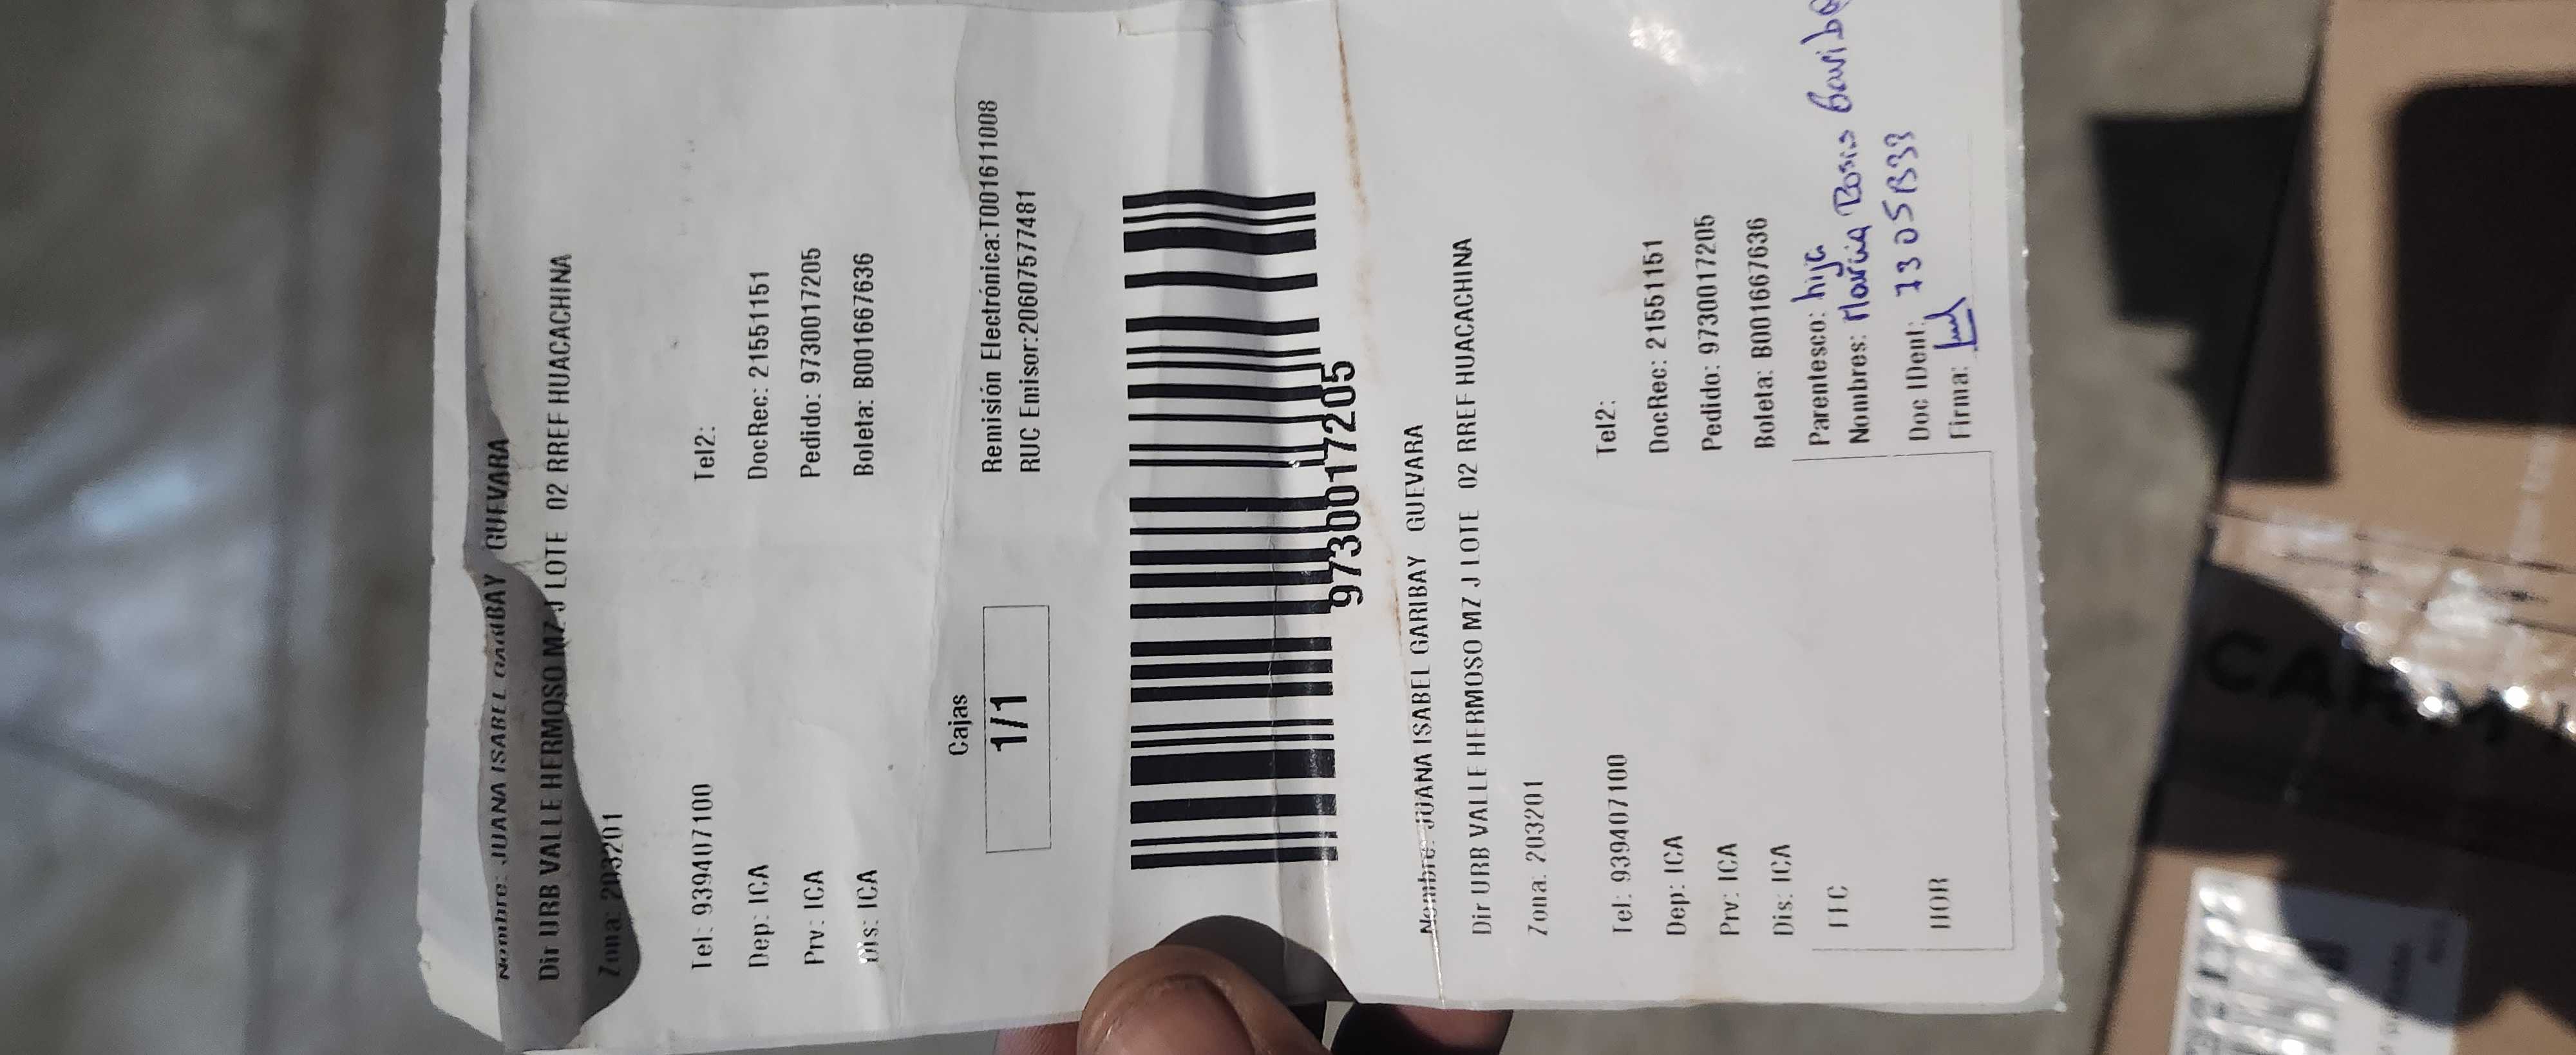 Nombre: JUANA ISABEL GARIBAY GUEVARA
Dir URB VALLE HERMOSO MZ J LOTE 02 RREF HUACACHINA
Zona: 203201
Tel: 939407100 Tel2:
Dep: ICA DocRec: 21551151
Prv: ICA Pedido: 9730017205
Dis: ICA Boleta: B001667636
Cajas
1/1
Remisión Electrónica:T001611008
RUC Emisor:20607577481
9730017205
Nombre: JUANA ISABEL GARIBAY GUEVARA
Dir URB VALLE HERMOSO MZ J LOTE 02 RREF HUACACHINA
Zona: 203201
Tel: 939407100 Tel2:
Dep: ICA DocRec: 21551151
Prv: ICA Pedido: 9730017205
Dis: ICA Boleta: B001667636
Parentesco: hija
Nombres: María
Doc IDent:
Firma:
HOR